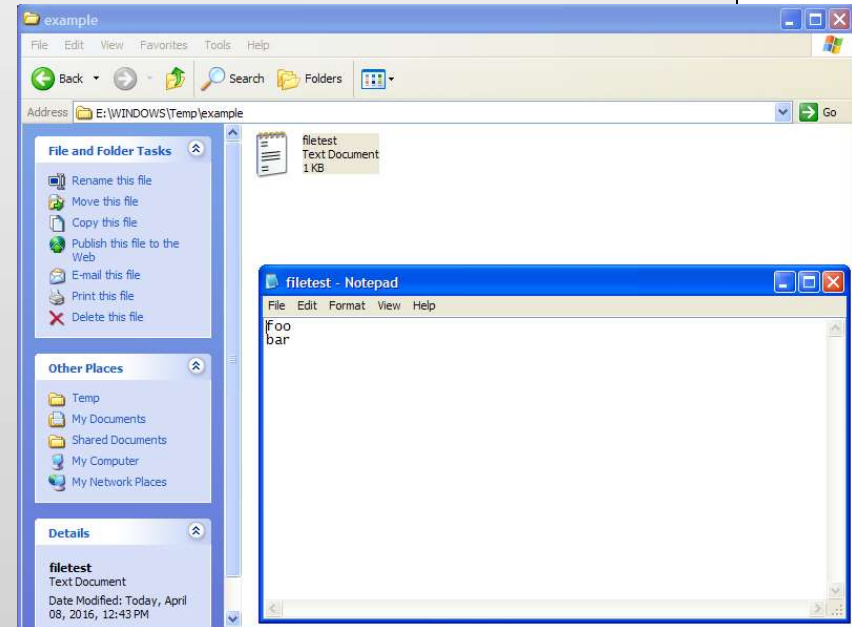 example
File Edit View Favorites Tools Help
Back Search Folders
Address E:\WINDOWS\Temp\example Go
File and Folder Tasks
Rename this file
Move this file
Copy this file
Publish this file to the
Web
E-mail this file
Print this file
Delete this file
Other Places
Temp
My Documents
Shared Documents
My Computer
My Network Places
Details
filetest
Text Document
Date Modified: Today, April
08, 2016, 12:43 PM
filetest
Text Document
1 KB
filetest - Notepad
File Edit Format View Help
foo
bar